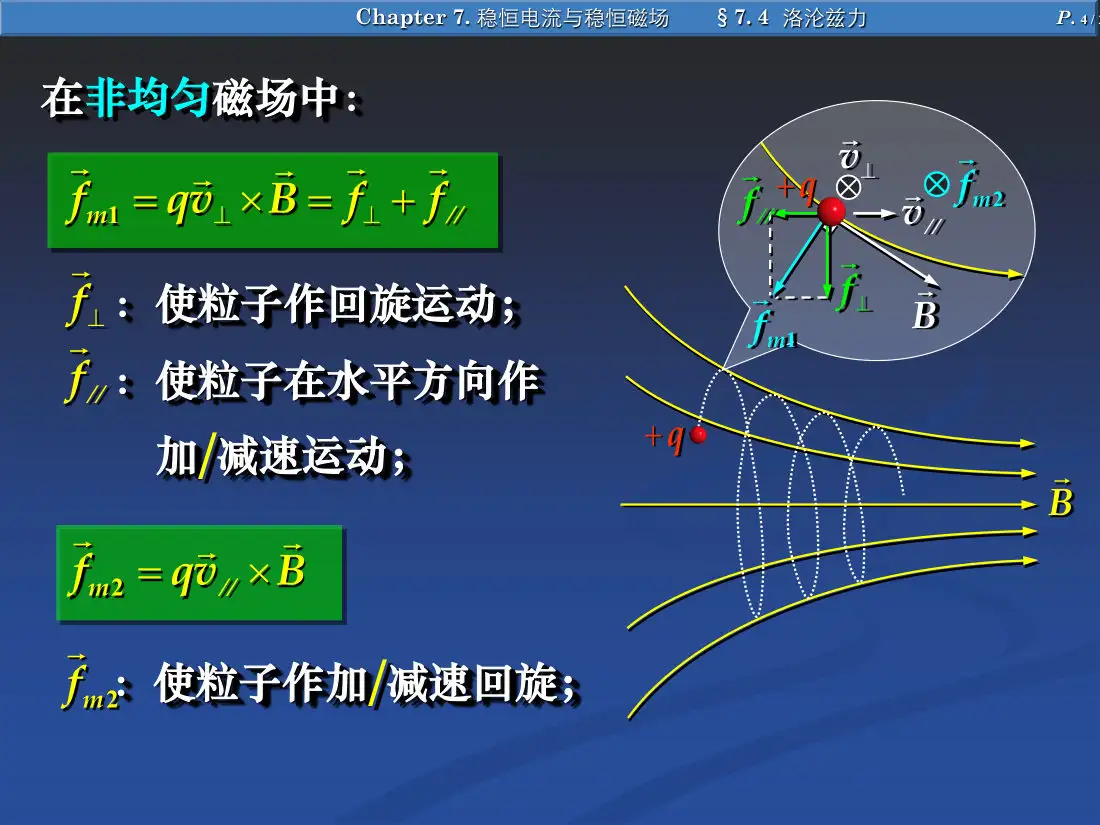 Chapter 7. 稳恒电流与稳恒磁场 § 7. 4 洛沦兹力 P. 4 /
在非均匀磁场中:
f⃗m1 = qv⃗⊥ × B⃗ = f⃗⊥ + f⃗//
f⃗⊥ : 使粒子作回旋运动;
f⃗// : 使粒子在水平方向作
加/减速运动;
f⃗m2 = qv⃗// × B⃗
f⃗m2: 使粒子作加/减速回旋;
v⃗⊥
+q
⊗ f⃗m2
f⃗//
v⃗//
f⃗⊥
B⃗
f⃗m1
+q
B⃗